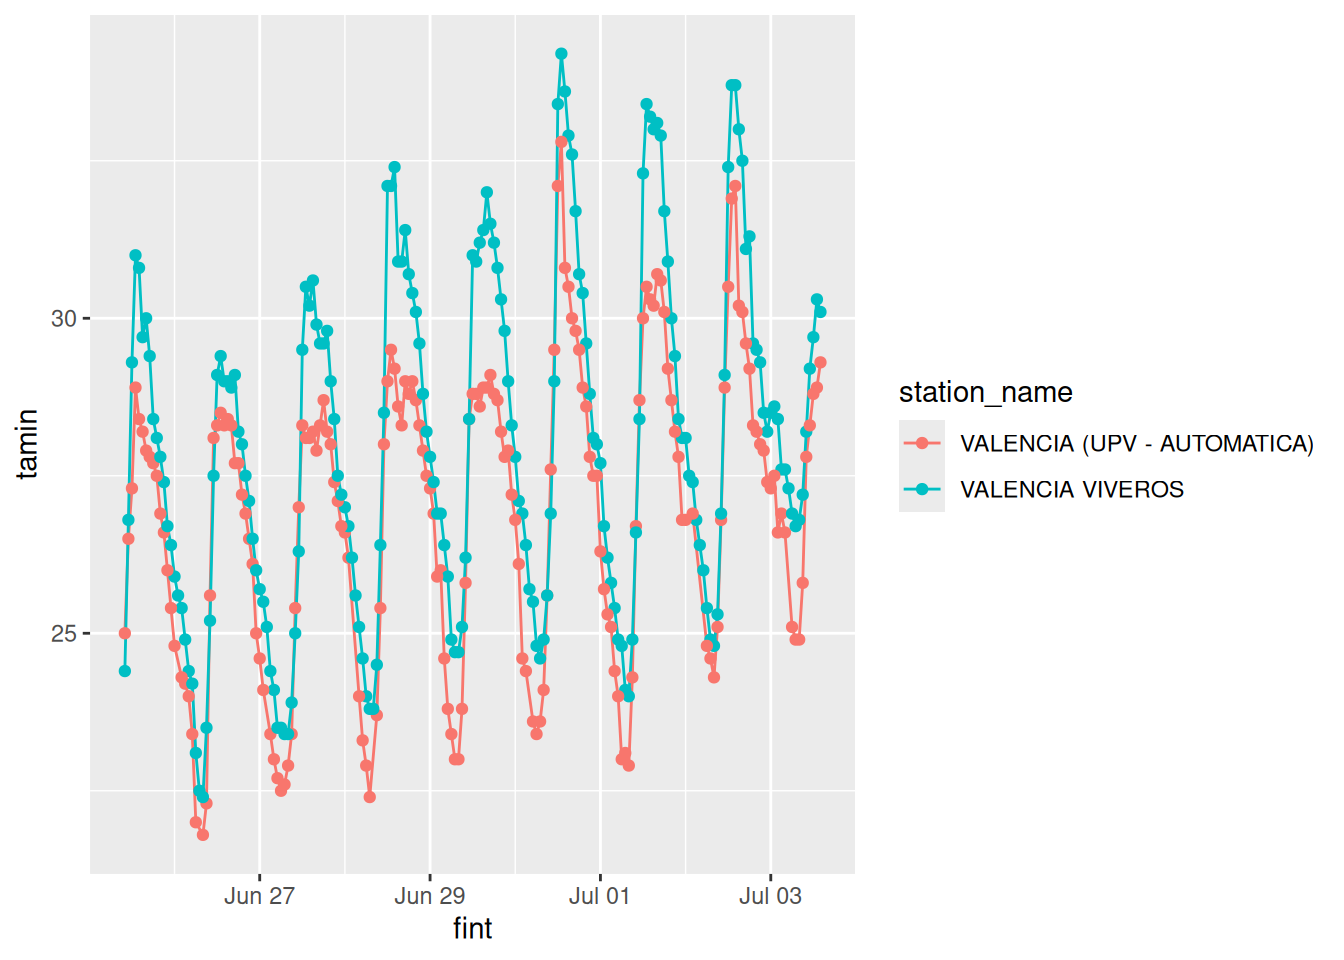 30
25
tamin
Jun 27
Jun 29
Jul 01
Jul 03
fint
station_name
VALENCIA (UPV - AUTOMATICA)
VALENCIA VIVEROS